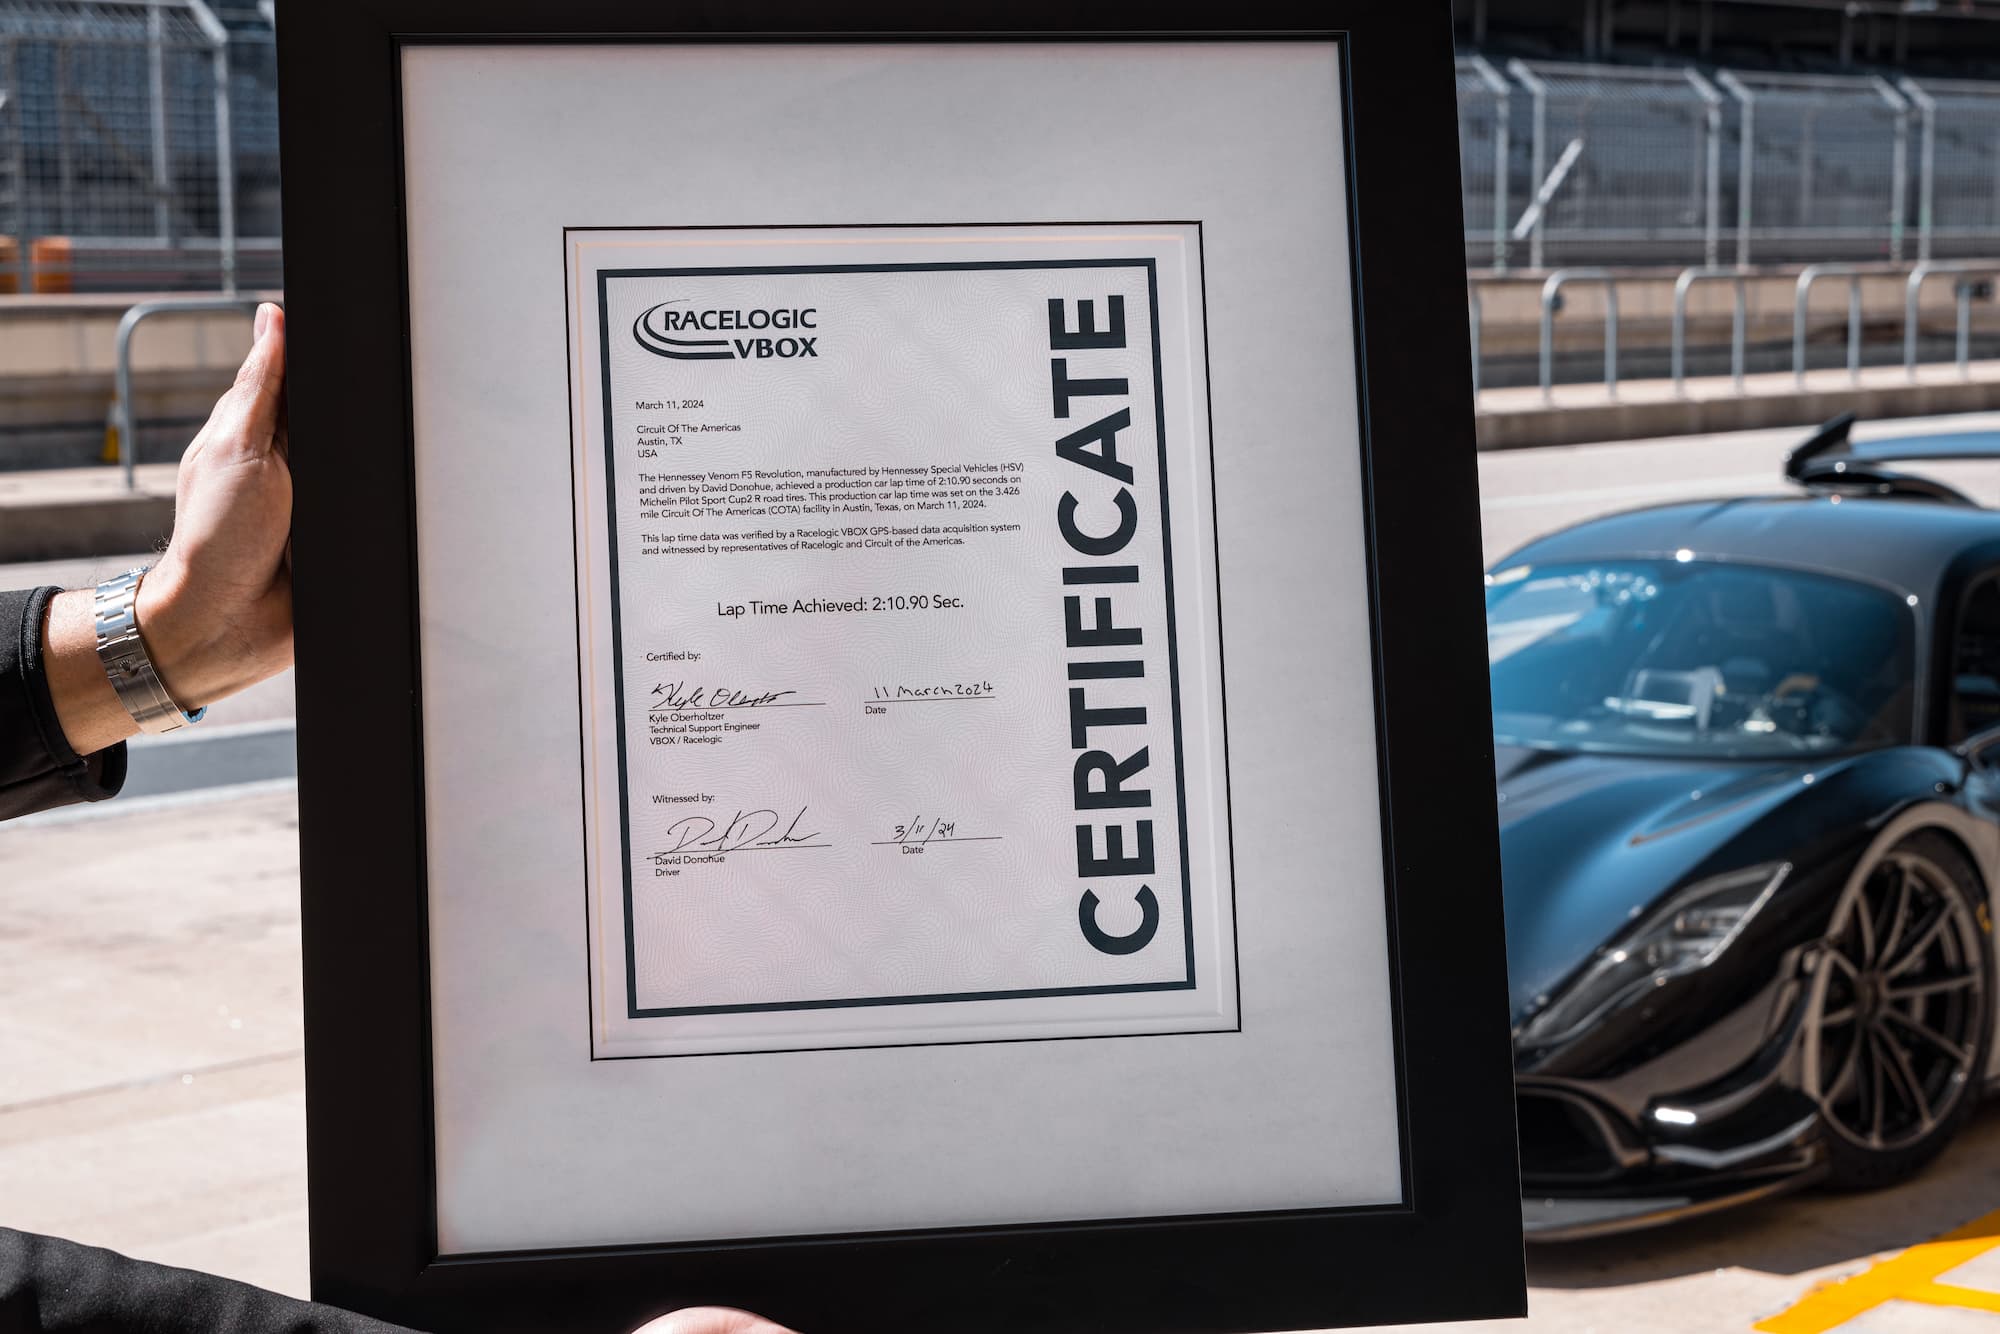 RACELOGIC
VBOX
CERTIFICATE
March 11, 2024
Circuit Of The Americas
Austin, TX
USA
The Hennessey Venom F5 Revolution, manufactured by Hennessey Special Vehicles (HSV)
and driven by David Donohue, achieved a production car lap time of 2:10.90 seconds on
Michelin Pilot Sport Cup2 R road tires. This production car lap time was set on the 3.426
mile Circuit Of The Americas (COTA) facility in Austin, Texas, on March 11, 2024.
This lap time data was verified by a Racelogic VBOX GPS-based data acquisition system
and witnessed by representatives of Racelogic and Circuit of the Americas.
Lap Time Achieved: 2:10.90 Sec.
Certified by:
Kyle 11 March 2024
Kyle Oberholtzer Date
Technical Support Engineer
VBOX / Racelogic
Witnessed by:
3/11/24
David Donohue Date
Driver